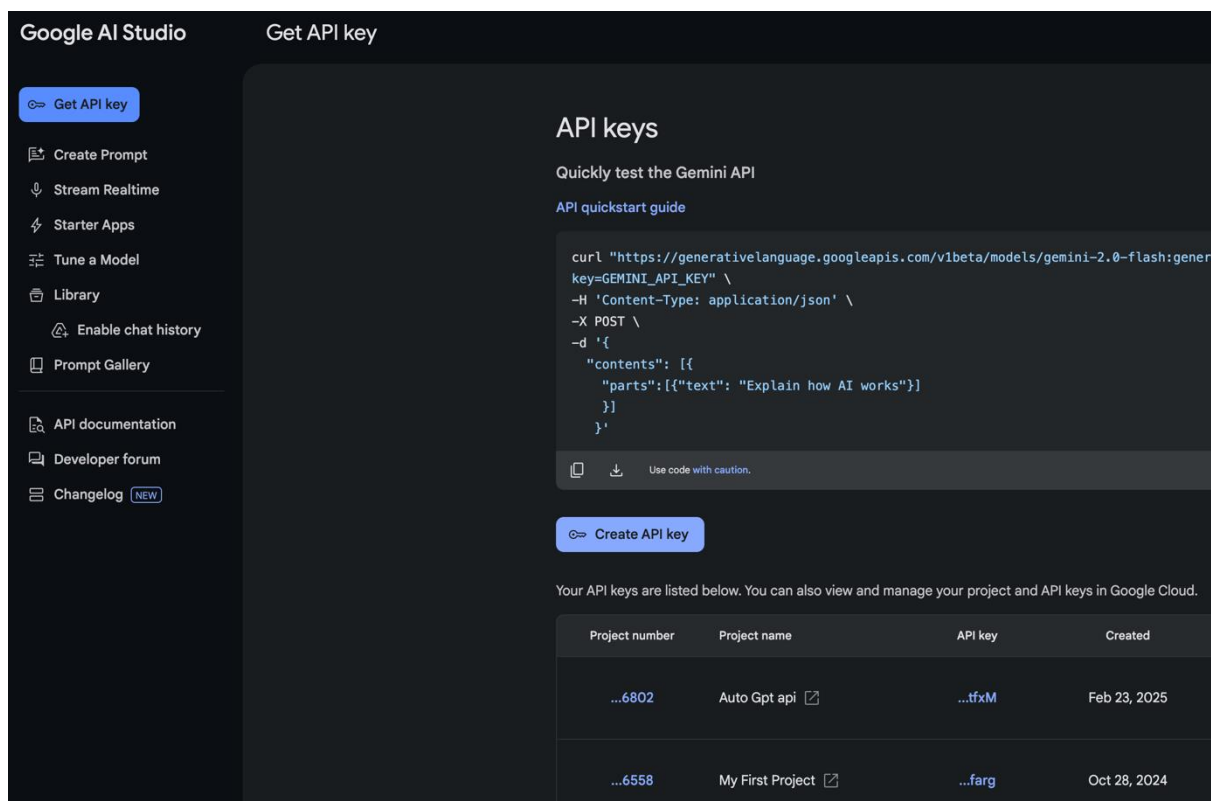 Google AI Studio
Get API key
Get API key
Create Prompt
Stream Realtime
Starter Apps
Tune a Model
Library
Enable chat history
Prompt Gallery
API documentation
Developer forum
Changelog NEW
API keys
Quickly test the Gemini API
API quickstart guide
curl "https://generativelanguage.googleapis.com/v1beta/models/gemini-2.0-flash:gener
key=GEMINI_API_KEY" \
-H 'Content-Type: application/json' \
-X POST \
-d '{
"contents": [{
"parts":[{"text": "Explain how AI works"}]
}]
}'
Use code with caution.
Create API key
Your API keys are listed below. You can also view and manage your project and API keys in Google Cloud.
Project number Project name API key Created
...6802 Auto Gpt api ...tfxM Feb 23, 2025
...6558 My First Project ...farg Oct 28, 2024